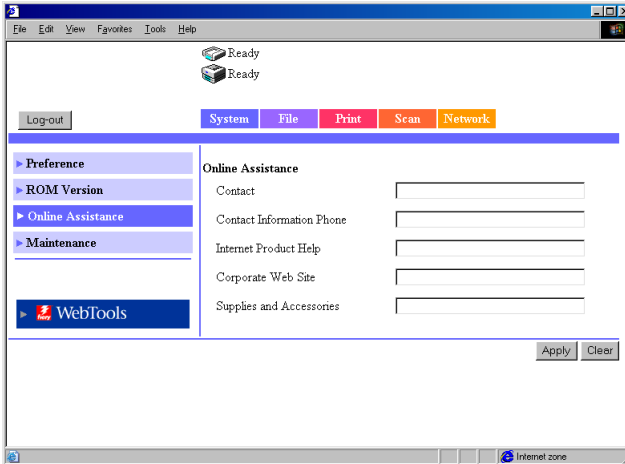 File Edit View Favorites Tools Help
Ready
Ready
Log-out
System File Print Scan Network
Preference
ROM Version
Online Assistance
Maintenance
fiery WebTools
Online Assistance
Contact
Contact Information Phone
Internet Product Help
Corporate Web Site
Supplies and Accessories
Apply Clear
Internet zone